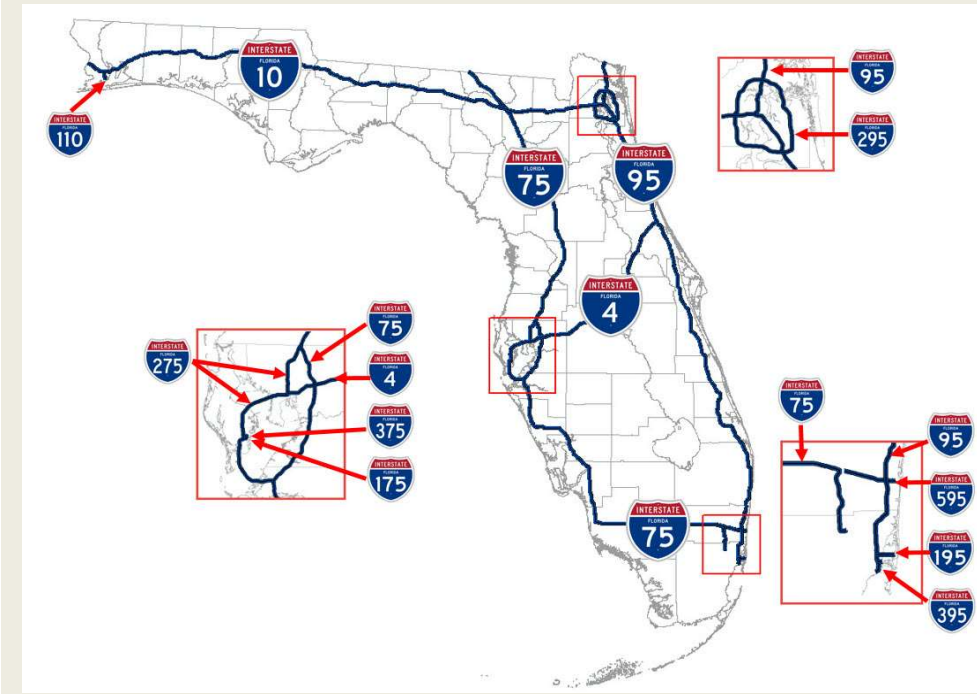 INTERSTATE
FLORIDA
10
INTERSTATE
FLORIDA
95
INTERSTATE
FLORIDA
110
INTERSTATE
FLORIDA
295
INTERSTATE
FLORIDA
75
INTERSTATE
FLORIDA
95
INTERSTATE
FLORIDA
4
INTERSTATE
FLORIDA
75
INTERSTATE
FLORIDA
275
INTERSTATE
FLORIDA
4
INTERSTATE
FLORIDA
375
INTERSTATE
FLORIDA
175
INTERSTATE
FLORIDA
75
INTERSTATE
FLORIDA
75
INTERSTATE
FLORIDA
95
INTERSTATE
FLORIDA
595
INTERSTATE
FLORIDA
195
INTERSTATE
FLORIDA
395